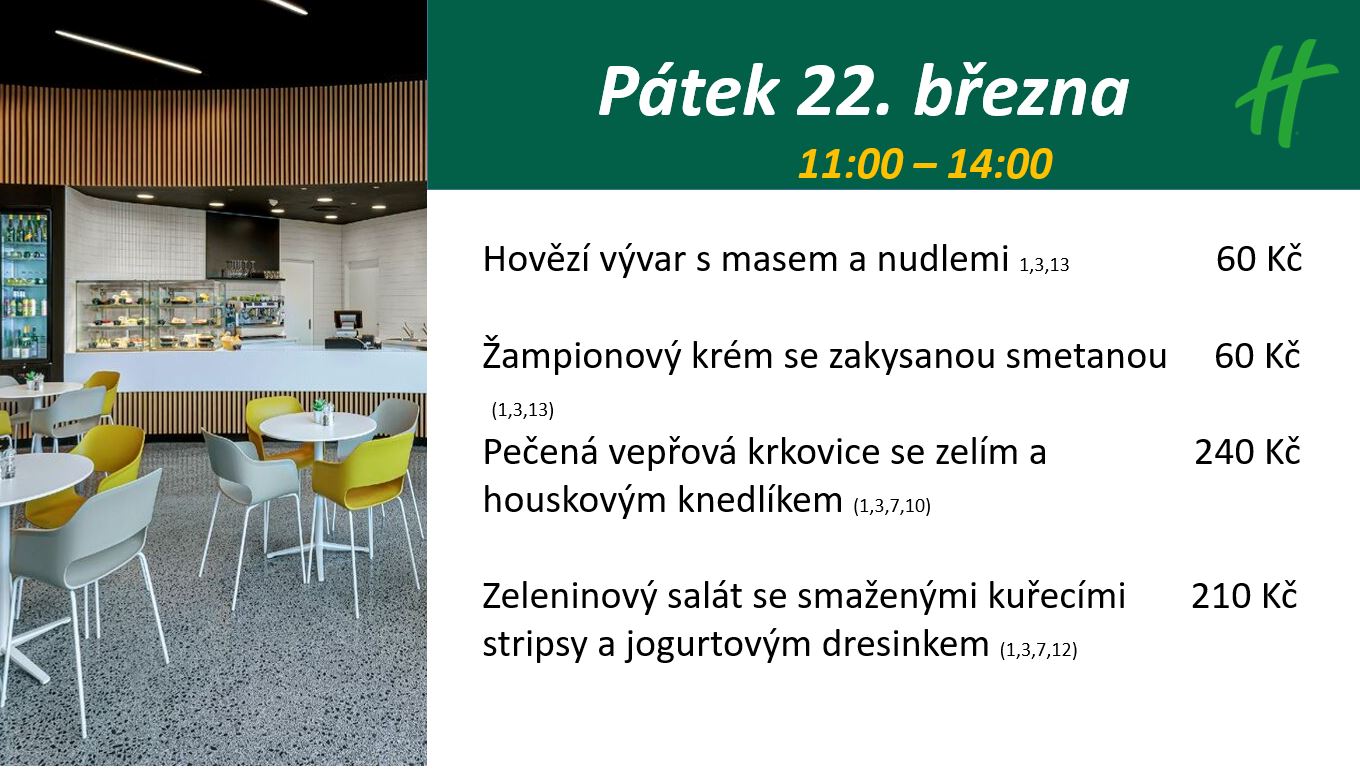 Pátek 22. března
11:00 – 14:00
Hovězí vývar s masem a nudlemi 1,3,13 60 Kč
Žampionový krém se zakysanou smetanou 60 Kč
(1,3,13)
Pečená vepřová krkovice se zelím a 240 Kč
houskovým knedlíkem (1,3,7,10)
Zeleninový salát se smaženými kuřecími 210 Kč
stripsy a jogurtovým dresinkem (1,3,7,12)